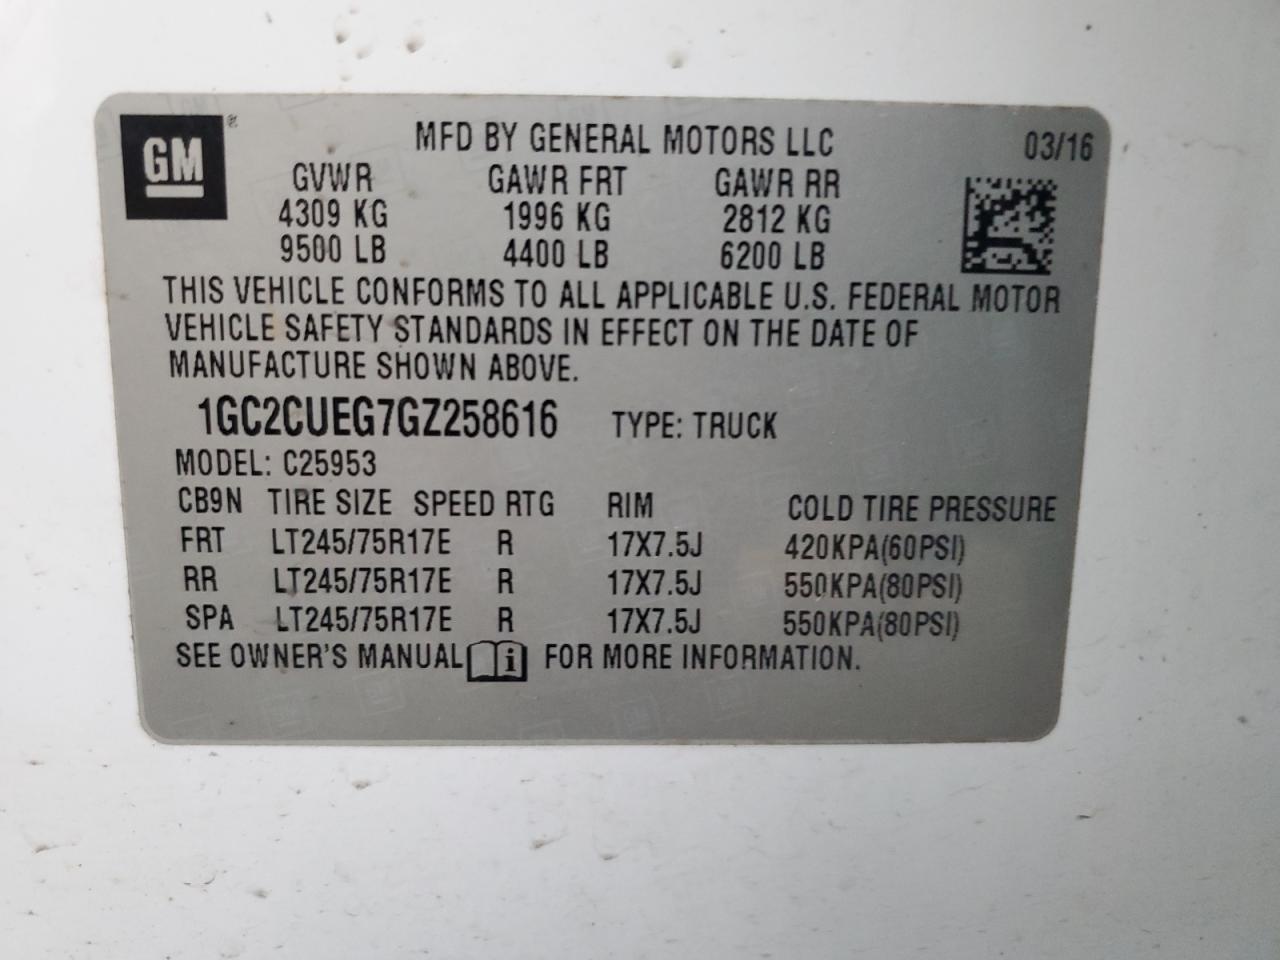 GM®
MFD BY GENERAL MOTORS LLC 03/16
GVWR GAWR FRT GAWR RR
4309 KG 1996 KG 2812 KG
9500 LB 4400 LB 6200 LB
THIS VEHICLE CONFORMS TO ALL APPLICABLE U.S. FEDERAL MOTOR
VEHICLE SAFETY STANDARDS IN EFFECT ON THE DATE OF
MANUFACTURE SHOWN ABOVE.
1GC2CUEG7GZ258616 TYPE: TRUCK
MODEL: C25953
CB9N TIRE SIZE SPEED RTG RIM COLD TIRE PRESSURE
FRT LT245/75R17E R 17X7.5J 420KPA(60PSI)
RR LT245/75R17E R 17X7.5J 550KPA(80PSI)
SPA LT245/75R17E R 17X7.5J 550KPA(80PSI)
SEE OWNER'S MANUAL i FOR MORE INFORMATION.